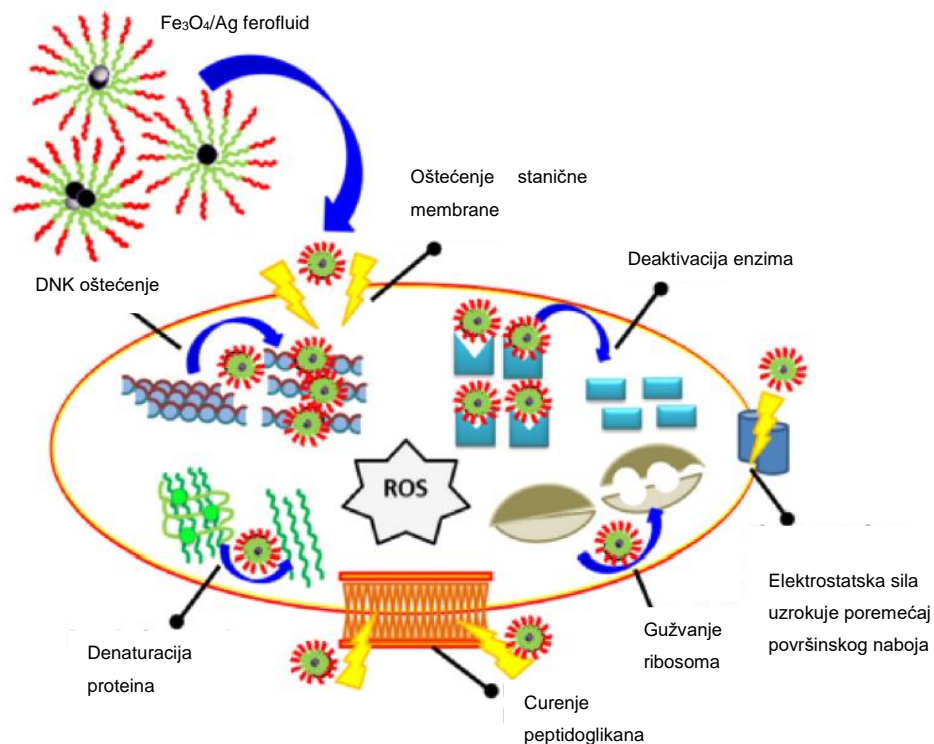 Fe₃O₄/Ag ferofluid
Oštećenje stanične
membrane
Deaktivacija enzima
DNK oštećenje
ROS
Elektrostatska sila
uzrokuje poremećaj
površinskog naboja
Gužvanje
ribosoma
Denaturacija
proteina
Curenje
peptidoglikana